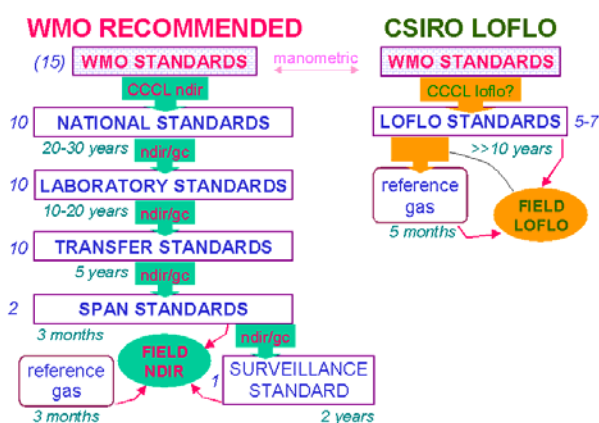 WMO RECOMMENDED
(15) WMO STANDARDS
CCCL ndir
10 NATIONAL STANDARDS
20-30 years ndir/gc
10 LABORATORY STANDARDS
10-20 years ndir/gc
10 TRANSFER STANDARDS
5 years ndir/gc
2 SPAN STANDARDS
3 months
ndir/gc
FIELD
NDIR
reference
gas
3 months
1 SURVEILLANCE
STANDARD
2 years
manometric
CSIRO LOFLO
WMO STANDARDS
CCCL loflo?
LOFLO STANDARDS 5-7
>>10 years
reference
gas
5 months
FIELD
LOFLO